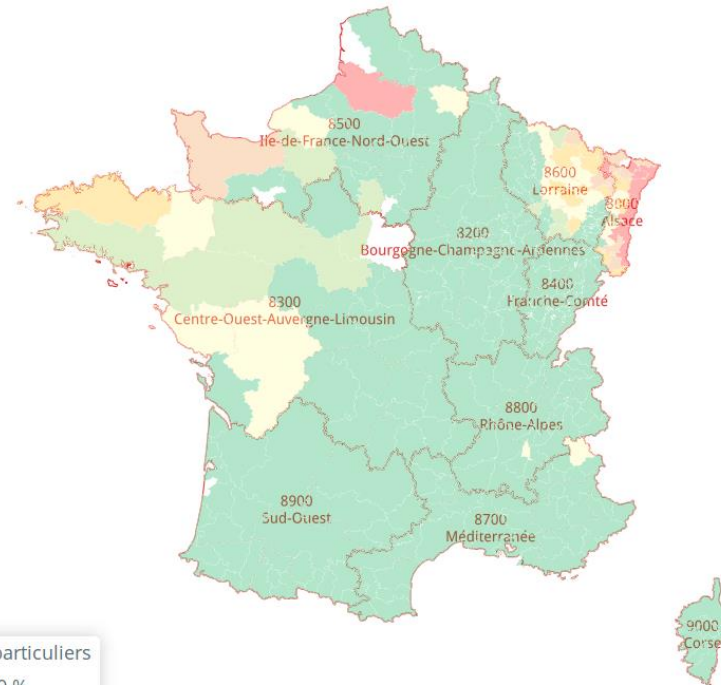 8500
Ile-de-France-Nord-Ouest
8600
Lorraine
8000
Alsace
8200
Bourgogne-Champagne-Ardennes
8400
Franche-Comté
8300
Centre-Ouest-Auvergne-Limousin
8800
Rhône-Alpes
8900
Sud-Ouest
8700
Méditerranée
9000
Corse
particuliers